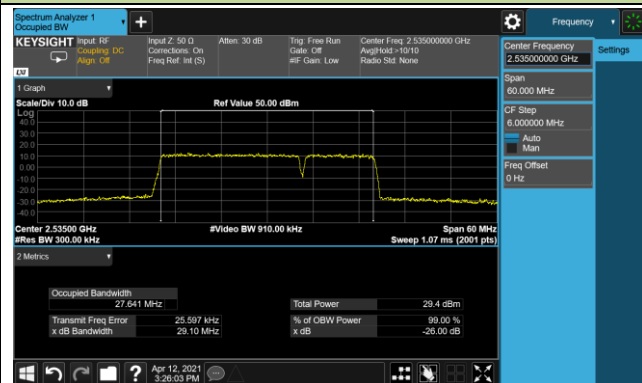 Spectrum Analyzer 1
Occupied BW
Frequency
KEYSIGHT
Input: RF
Coupling: DC
Align: Off
Input Z: 50 Ω
Corrections: On
Freq Ref: Int (S)
Atten: 30 dB
Trig: Free Run
Gate: Off
#IF Gain: Low
Center Freq: 2.535000000 GHz
Avg|Hold:>10/10
Radio Std: None
LXI
1 Graph
Scale/Div 10.0 dB
Ref Value 50.00 dBm
Log
40.0
30.0
20.0
10.0
0.00
-10.0
-20.0
-30.0
-40.0
Center 2.53500 GHz
#Video BW 910.00 kHz
Span 60 MHz
#Res BW 300.00 kHz
Sweep 1.07 ms (2001 pts)
2 Metrics
Occupied Bandwidth
27.641 MHz
Total Power
29.4 dBm
Transmit Freq Error
25.597 kHz
% of OBW Power
99.00 %
x dB Bandwidth
29.10 MHz
x dB
-26.00 dB
Center Frequency
2.535000000 GHz
Settings
Span
60.000 MHz
CF Step
6.000000 MHz
Auto
Man
Freq Offset
0 Hz
Apr 12, 2021
3:26:03 PM